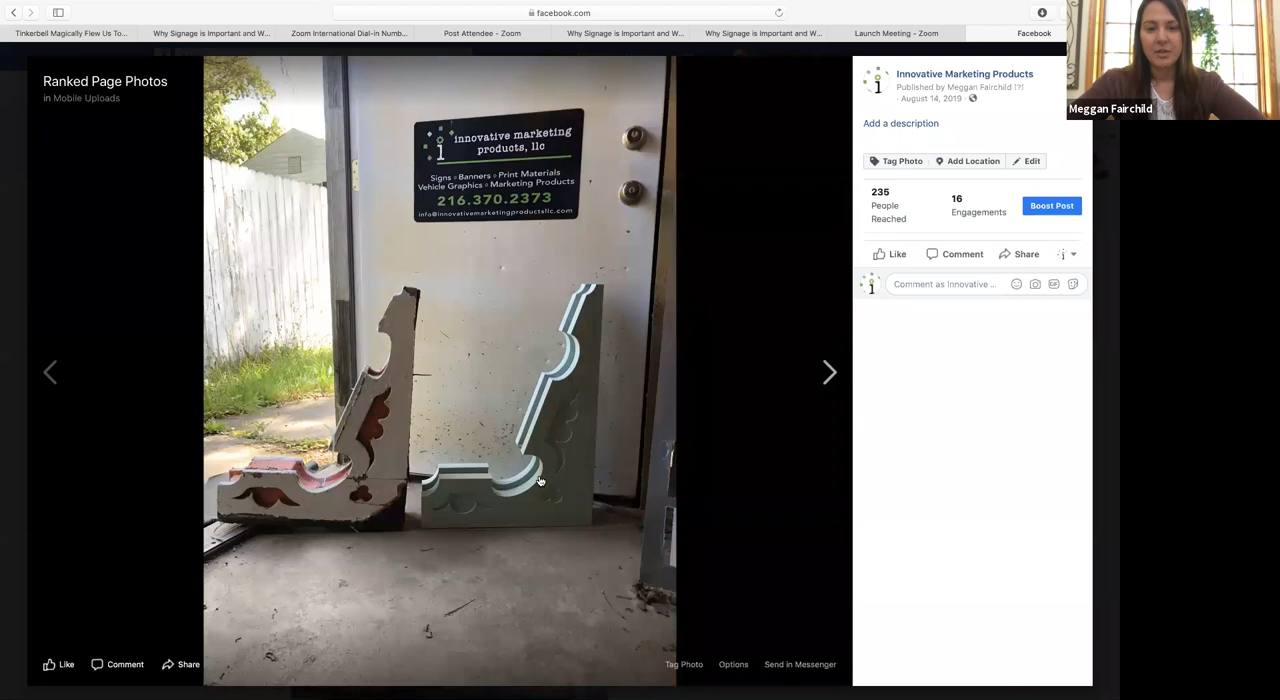 facebook.com
Tinkerbell Magically Flew Us To...
Why Signage is Important and W...
Zoom International Dial-in Numb...
Post Attendee - Zoom
Why Signage is Important and W...
Why Signage is Important and W...
Launch Meeting - Zoom
Facebook
Ranked Page Photos
in Mobile Uploads
innovative marketing
products, llc
Signs Banners Print Materials
Vehicle Graphics Marketing Products
216.370.2373
info@innovativemarketingproductsllc.com
Like
Comment
Share
Tag Photo
Options
Send in Messenger
Innovative Marketing Products
Published by Meggan Fairchild [?]
· August 14, 2019 ·
Add a description
Tag Photo
Add Location
Edit
235
People
Reached
16
Engagements
Boost Post
Like
Comment
Share
Comment as Innovative ...
GIF
Meggan Fairchild